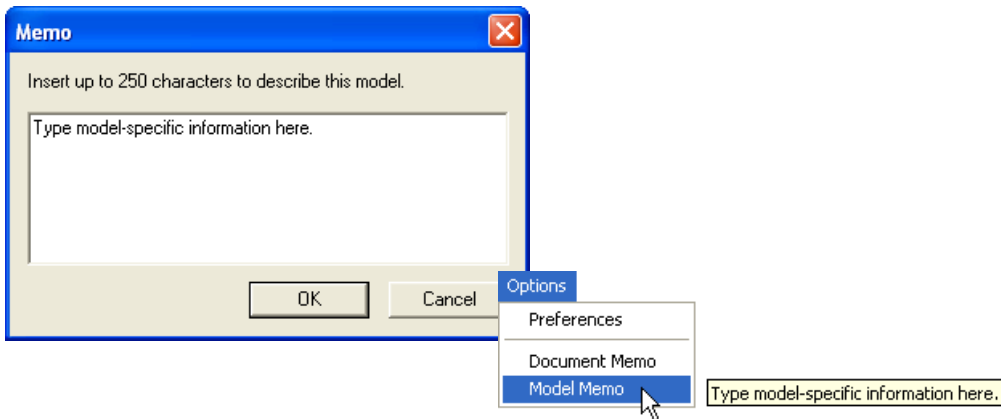 Memo
Insert up to 250 characters to describe this model.
Type model-specific information here.
OK
Cancel
Options
Preferences
Document Memo
Model Memo
Type model-specific information here.